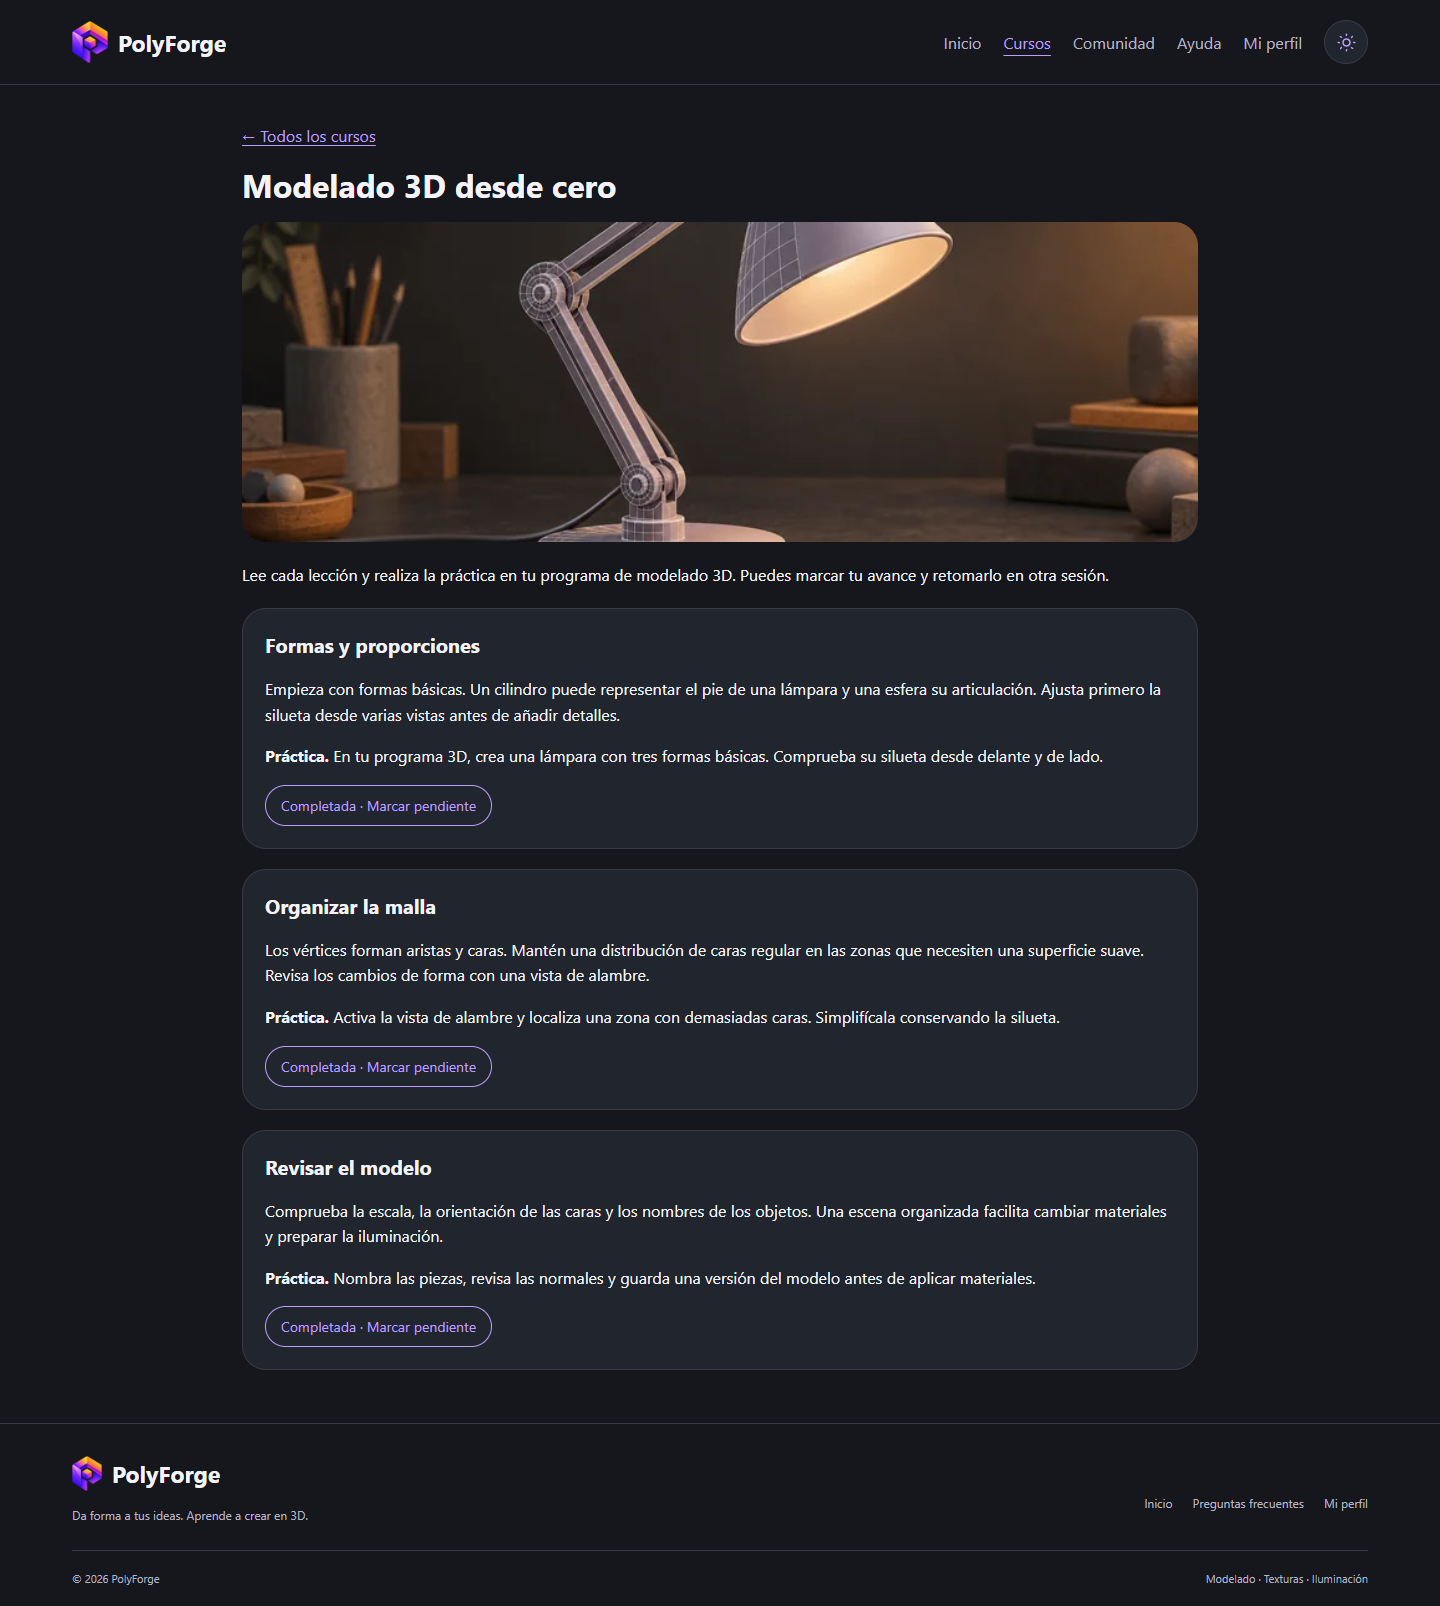 PolyForge
Inicio
Cursos
Comunidad
Ayuda
Mi perfil
← Todos los cursos
Modelado 3D desde cero
Lee cada lección y realiza la práctica en tu programa de modelado 3D. Puedes marcar tu avance y retomarlo en otra sesión.
Formas y proporciones
Empieza con formas básicas. Un cilindro puede representar el pie de una lámpara y una esfera su articulación. Ajusta primero la
silueta desde varias vistas antes de añadir detalles.
Práctica. En tu programa 3D, crea una lámpara con tres formas básicas. Comprueba su silueta desde delante y de lado.
Completada · Marcar pendiente
Organizar la malla
Los vértices forman aristas y caras. Mantén una distribución de caras regular en las zonas que necesiten una superficie suave.
Revisa los cambios de forma con una vista de alambre.
Práctica. Activa la vista de alambre y localiza una zona con demasiadas caras. Simplifícala conservando la silueta.
Completada · Marcar pendiente
Revisar el modelo
Comprueba la escala, la orientación de las caras y los nombres de los objetos. Una escena organizada facilita cambiar materiales
y preparar la iluminación.
Práctica. Nombra las piezas, revisa las normales y guarda una versión del modelo antes de aplicar materiales.
Completada · Marcar pendiente
PolyForge
Da forma a tus ideas. Aprende a crear en 3D.
Inicio
Preguntas frecuentes
Mi perfil
© 2026 PolyForge
Modelado · Texturas · Iluminación